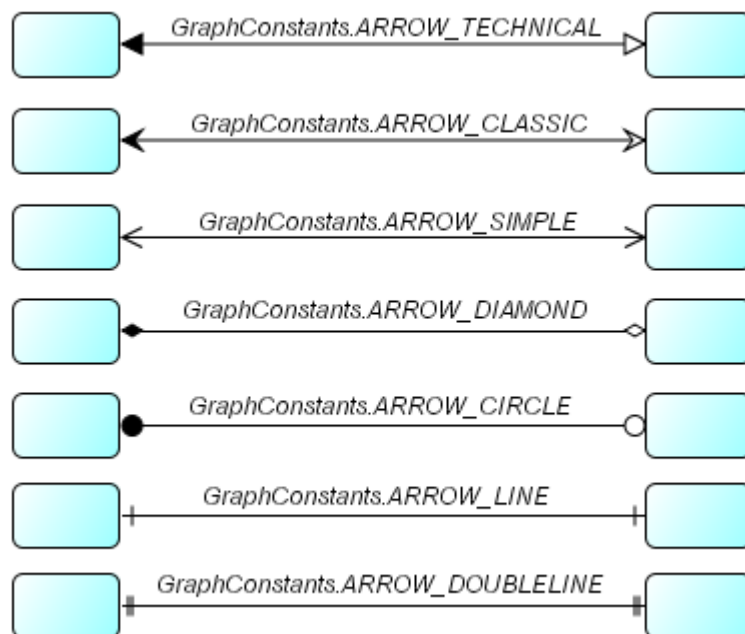 GraphConstants.ARROW_TECHNICAL
GraphConstants.ARROW_CLASSIC
GraphConstants.ARROW_SIMPLE
GraphConstants.ARROW_DIAMOND
GraphConstants.ARROW_CIRCLE
GraphConstants.ARROW_LINE
GraphConstants.ARROW_DOUBLELINE